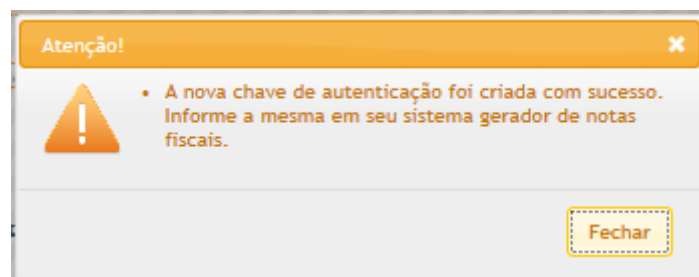 Atenção!
• A nova chave de autenticação foi criada com sucesso.
Informe a mesma em seu sistema gerador de notas
fiscais.
Fechar